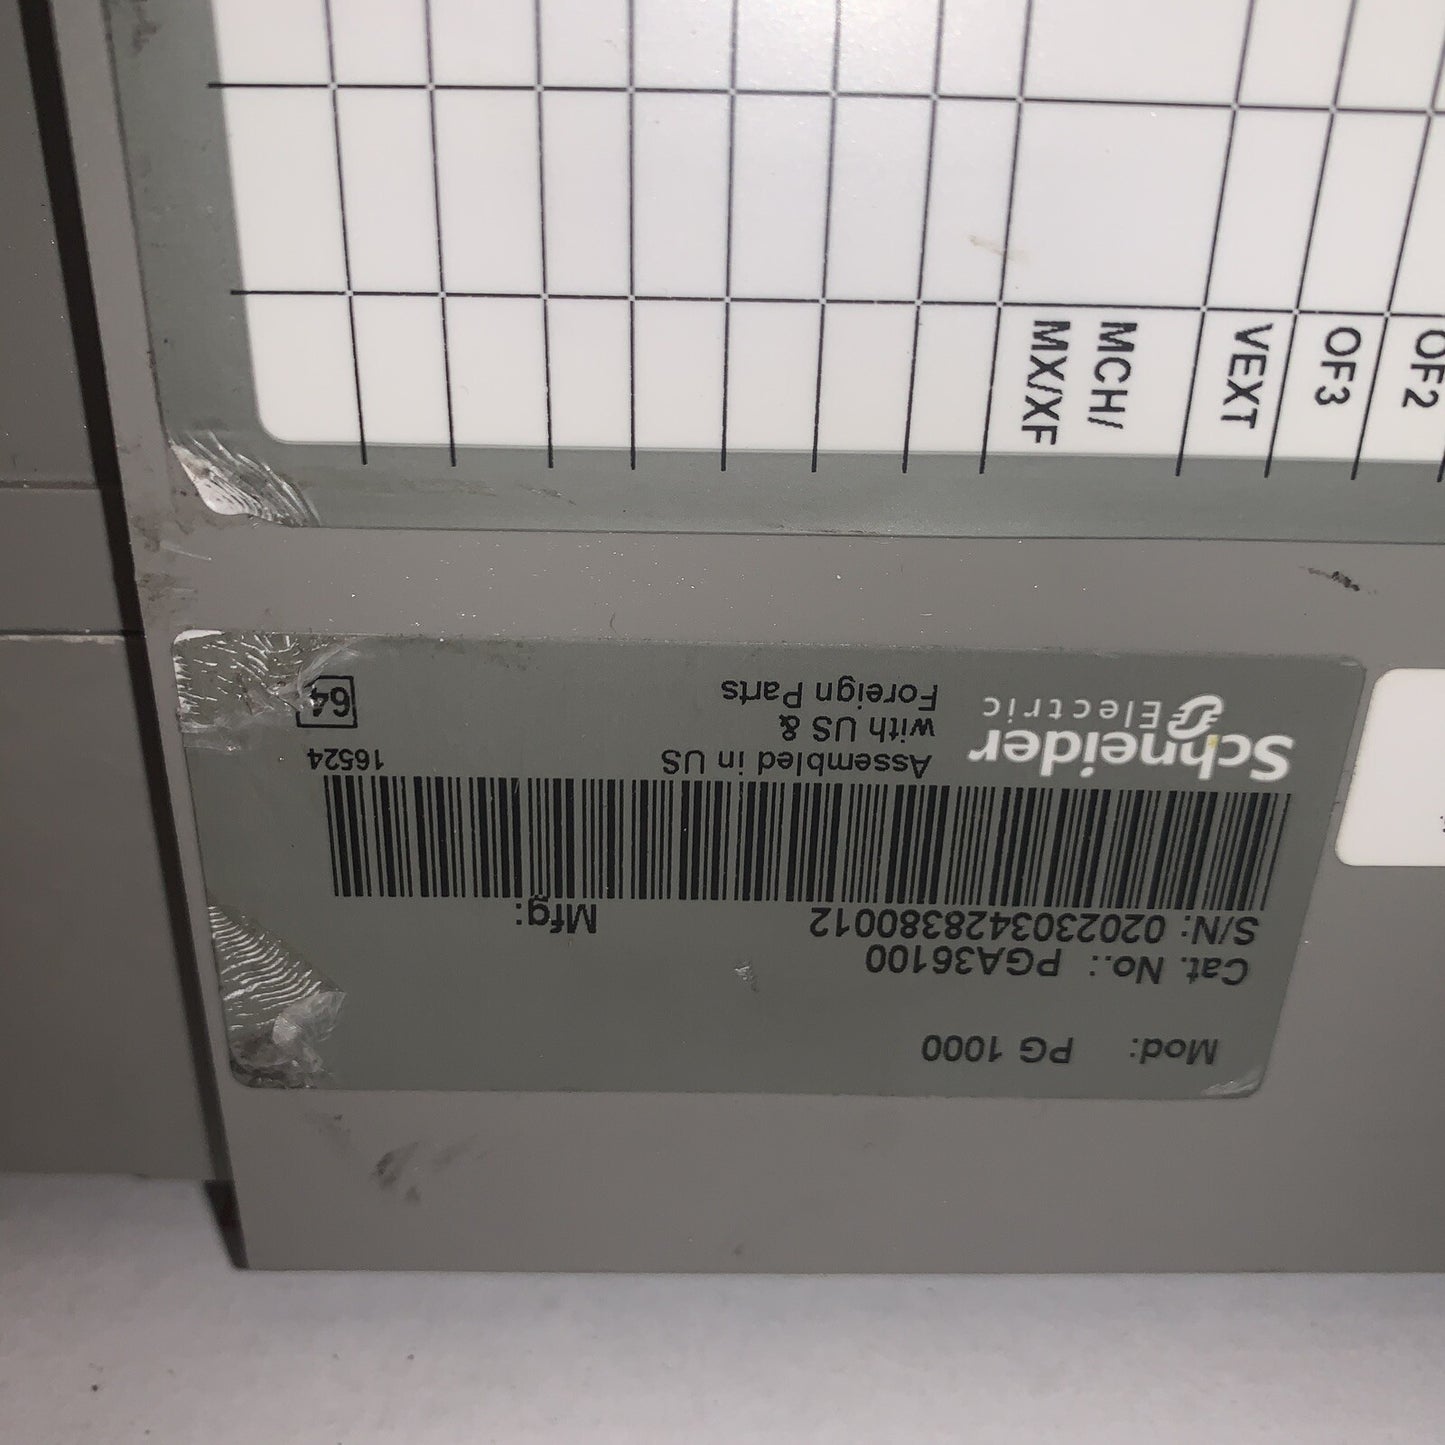 Mod: PG 1000
Cat. No.: PGA36100
S/N: 0202303428380012 Mfg:
Schneider
Electric
Assembled in US
with US &
Foreign Parts
16524
64
MCH/
MX/XF
VEXT
OF3
OF2